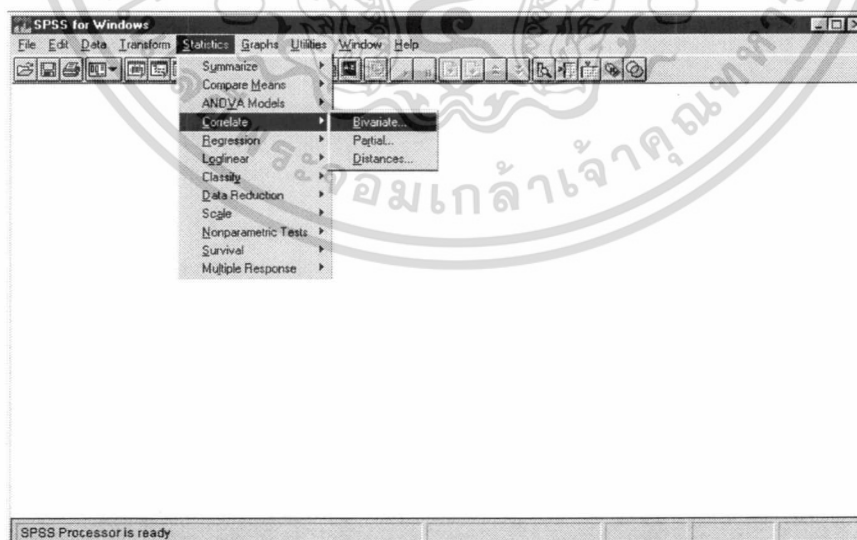 SPSS for Windows
File Edit Data Transform Statistics Graphs Utilities Window Help
Summarize
Compare Means
ANOVA Models
Correlate
Bivariate...
Regression
Partial...
Loglinear
Distances...
Classify
Data Reduction
Scale
Nonparametric Tests
Survival
Multiple Response
SPSS Processor is ready